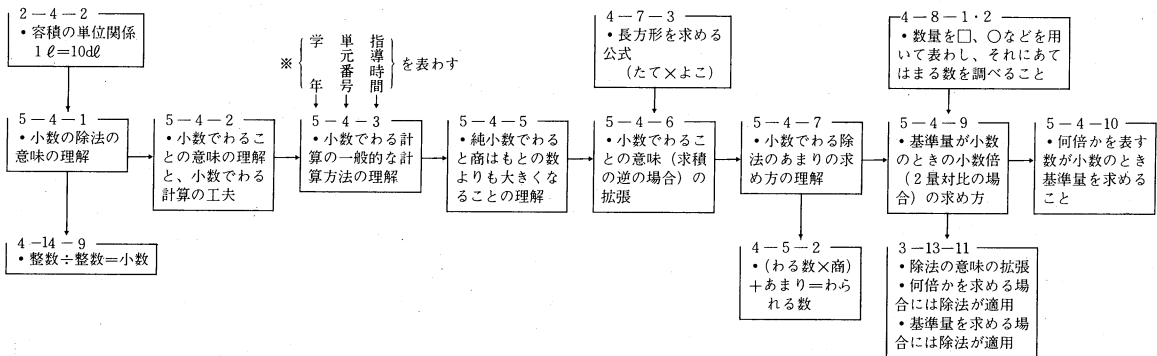 2－4－2
・容積の単位関係
1ℓ＝10dℓ
※
学年
単元番号
指導時間
を表わす
4－7－3
・長方形を求める
公式
（たて×よこ）
4－8－1・2
・数量を□、○などを用
いて表わし、それにあて
はまる数を調べること
5－4－1
・小数の除法の
意味の理解
5－4－2
・小数でわるこ
との意味の理解
と、小数でわる
計算の工夫
5－4－3
・小数でわる計
算の一般的な計
算方法の理解
5－4－5
・純小数でわる
と商はもとの数
よりも大きくな
ることの理解
5－4－6
・小数でわるこ
との意味（求積
の逆の場合）の
拡張
5－4－7
・小数でわる除
法のあまりの求
め方の理解
5－4－9
・基準量が小数
のときの小数倍
（2量対比の場
合）の求め方
5－4－10
・何倍かを表す
数が小数のとき
基準量を求める
こと
4－14－9
・整数÷整数＝小数
4－5－2
・（わる数×商）
＋あまり＝わら
れる数
3－13－11
・除法の意味の拡張
・何倍かを求める場
合には除法が適用
・基準量を求める場
合には除法が適用